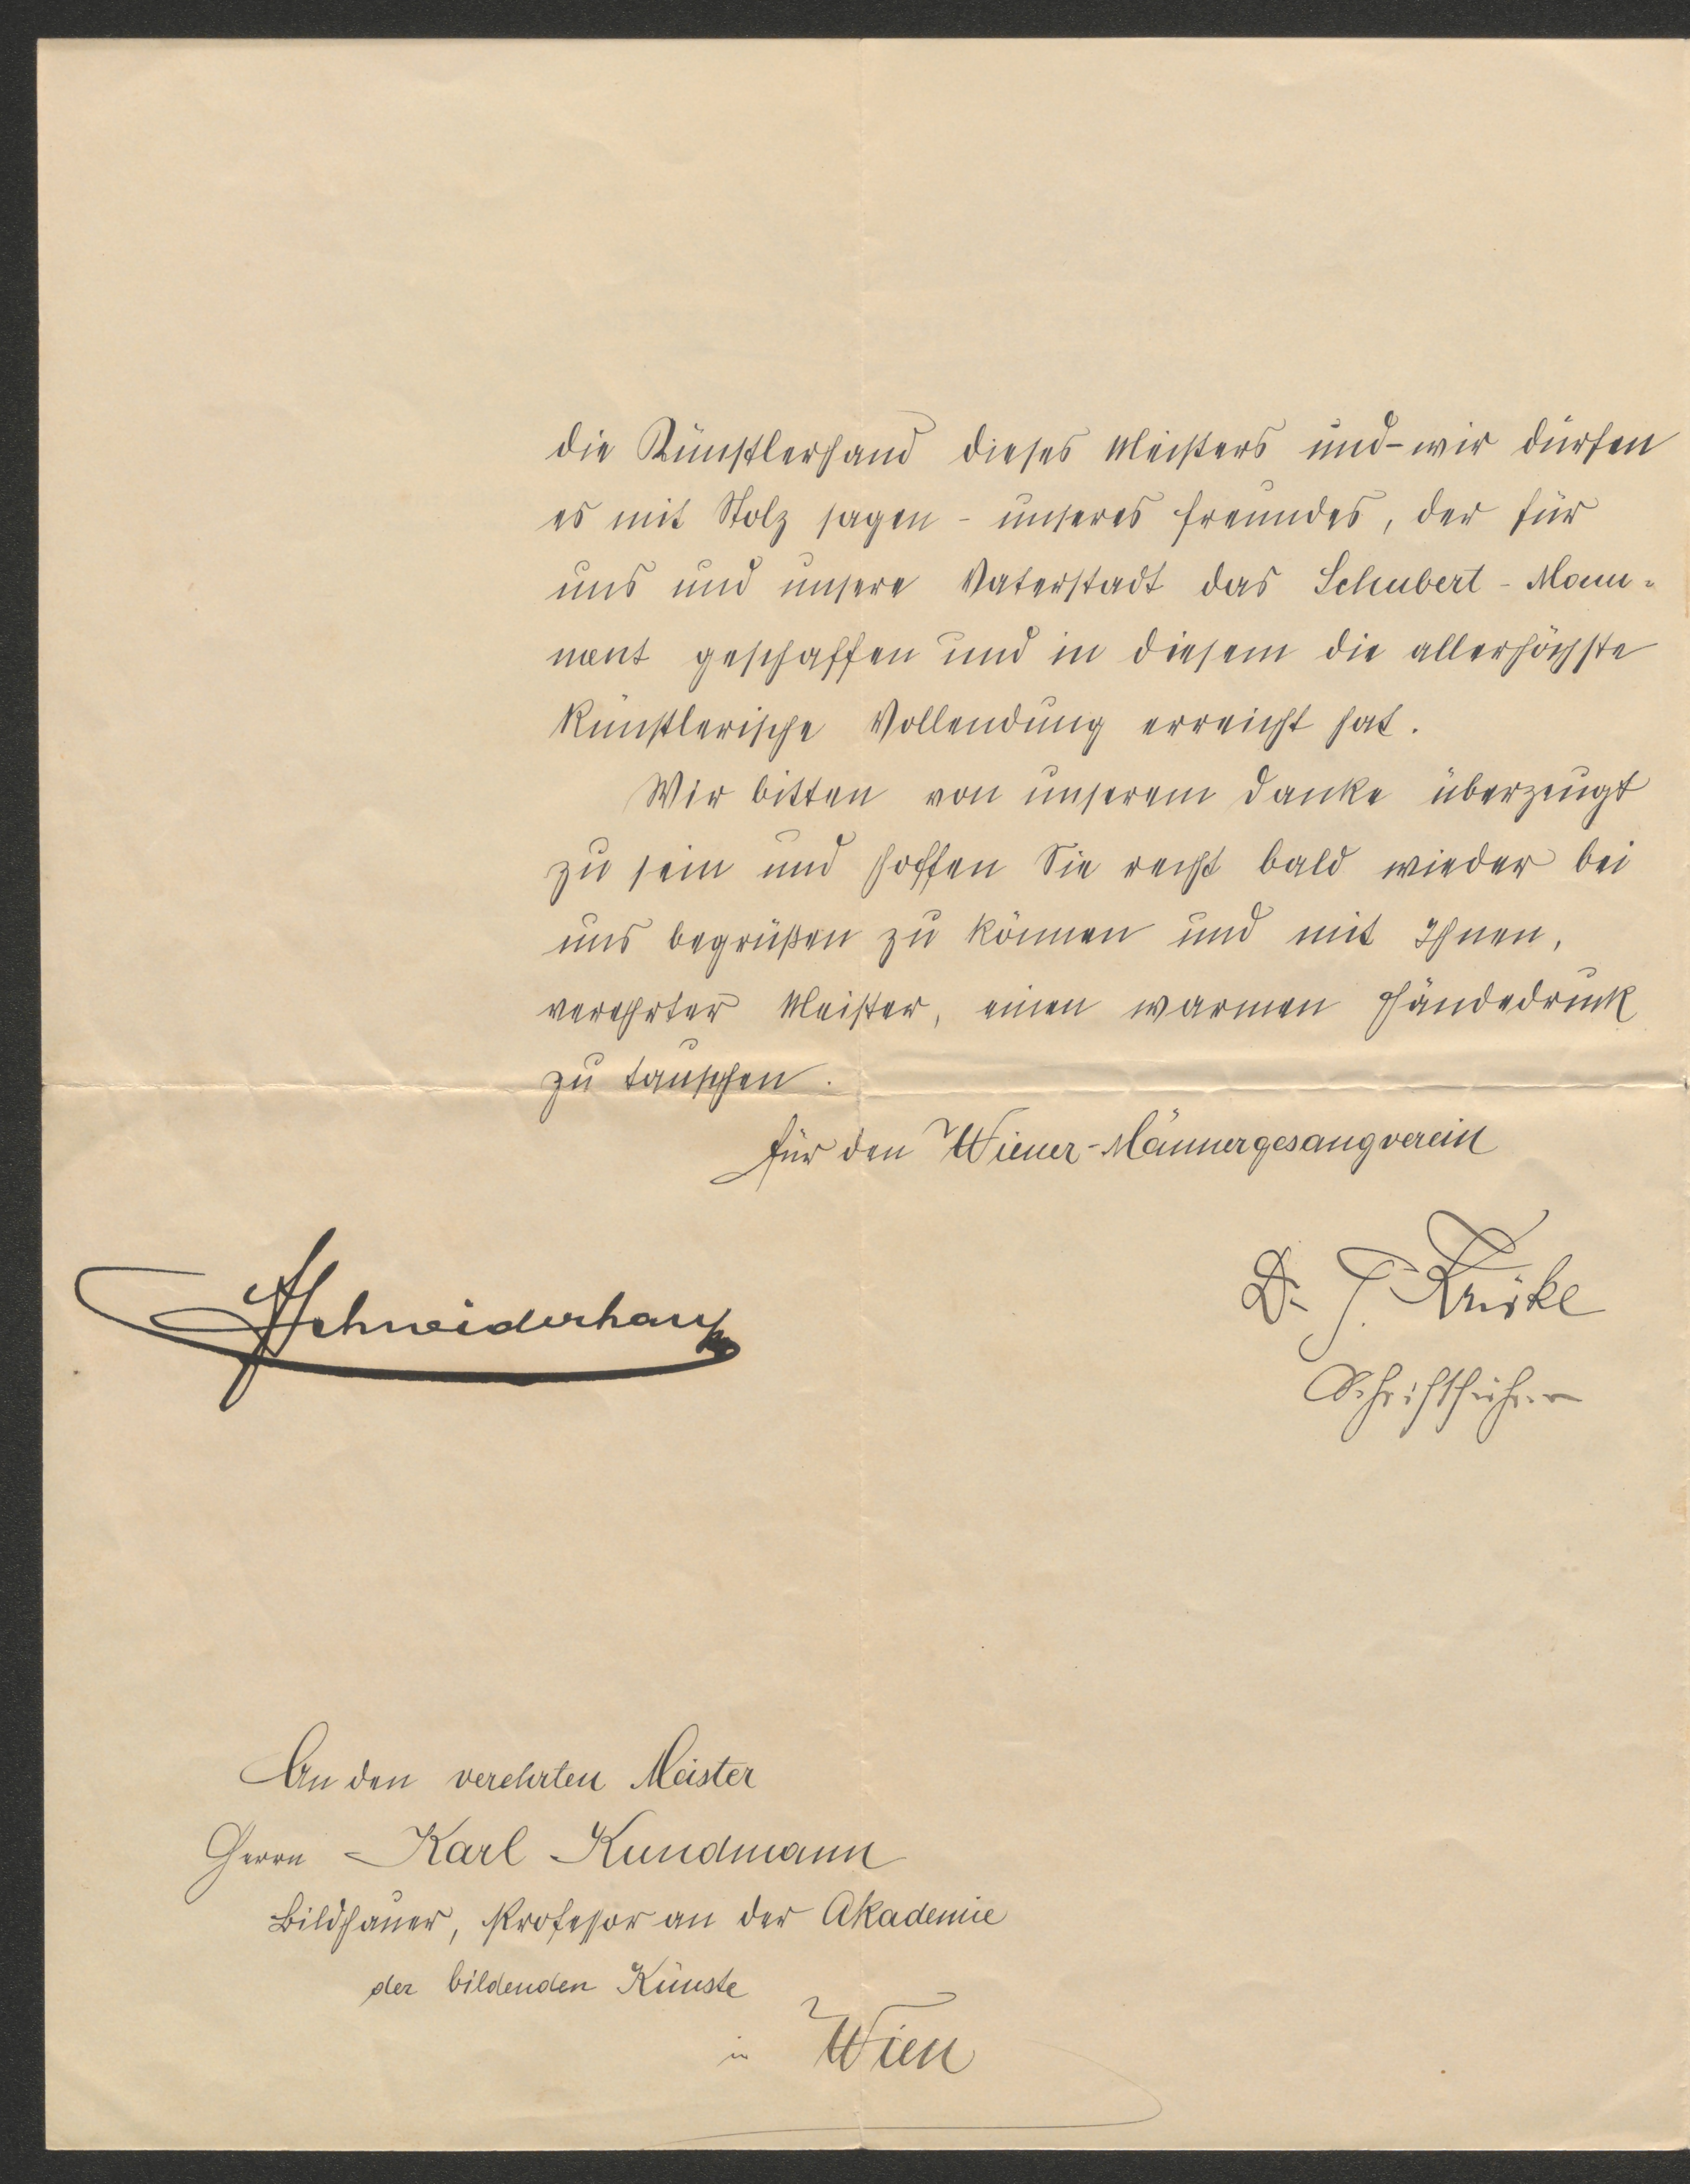 die Künstlerhand dieses Meisters und - wir dürfen
es mit Stolz sagen - unseres Freundes, der für
uns und unsere Vaterstadt das Schubert-Monu-
ment geschaffen und in diesem die allerhöchste
künstlerische Vollendung erreicht hat.
Wir bitten von unserem Danke überzeugt
zu sein und hoffen Sie recht bald wieder bei
uns begrüßen zu können und mit Ihnen,
verehrter Meister, einen warmen Händedruck
zu tauschen.
Für den Wiener-Männergesangverein
Schneiderhan
Dr. J. Krükl
Schriftführer
An den verehrten Meister
Herrn Karl Kundmann
Bildhauer, Professor an der Akademie
der bildenden Künste
in Wien